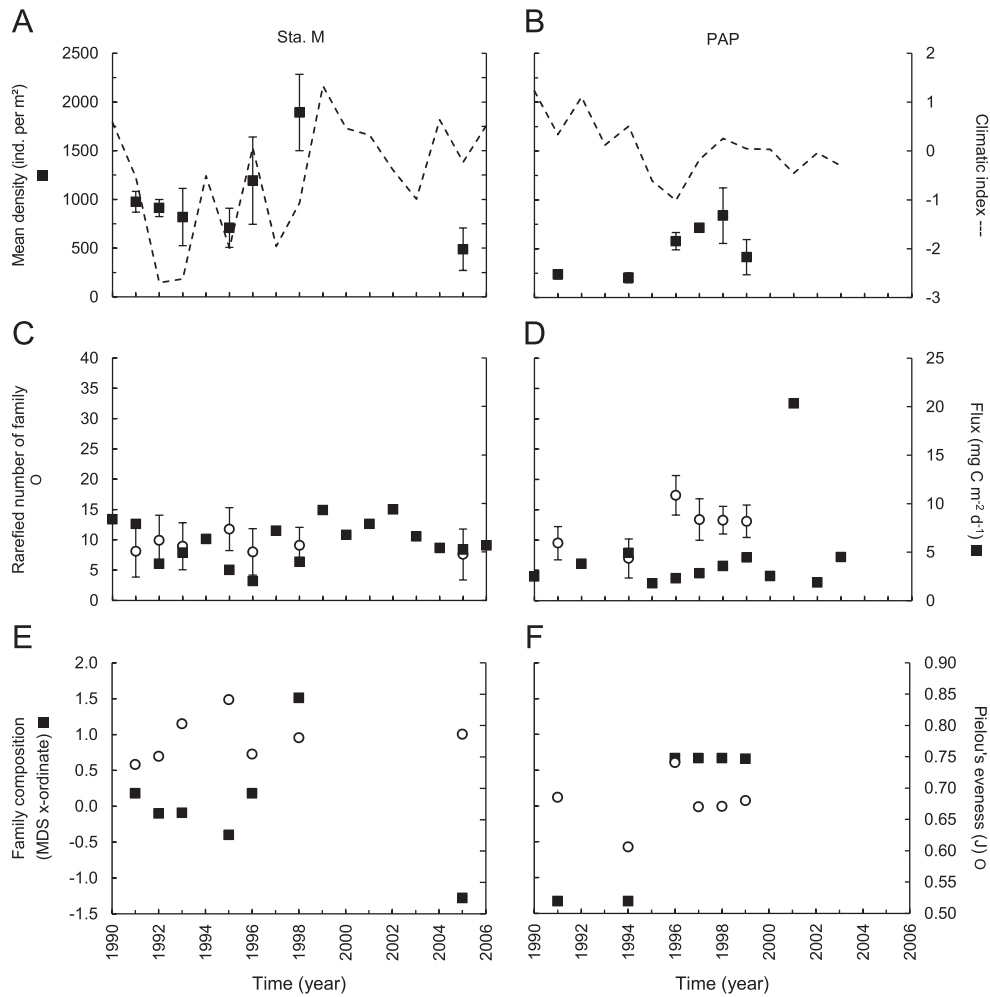 A
B
Sta. M
PAP
Mean density (ind. per m²)
2500
2000
1500
1000
500
0
2
1
0
-1
-2
-3
Climatic index ---
C
D
Rarefied number of family
40
35
30
25
20
15
10
5
0
25
20
15
10
5
0
Flux (mg C m-2 d-1)
E
F
Family composition
(MDS x-ordinate)
2.0
1.5
1.0
0.5
0.0
-0.5
-1.0
-1.5
0.90
0.85
0.80
0.75
0.70
0.65
0.60
0.55
0.50
Pielou's eveness (J)
1990 1992 1994 1996 1998 2000 2002 2004 2006
1990 1992 1994 1996 1998 2000 2002 2004 2006
Time (year)
Time (year)